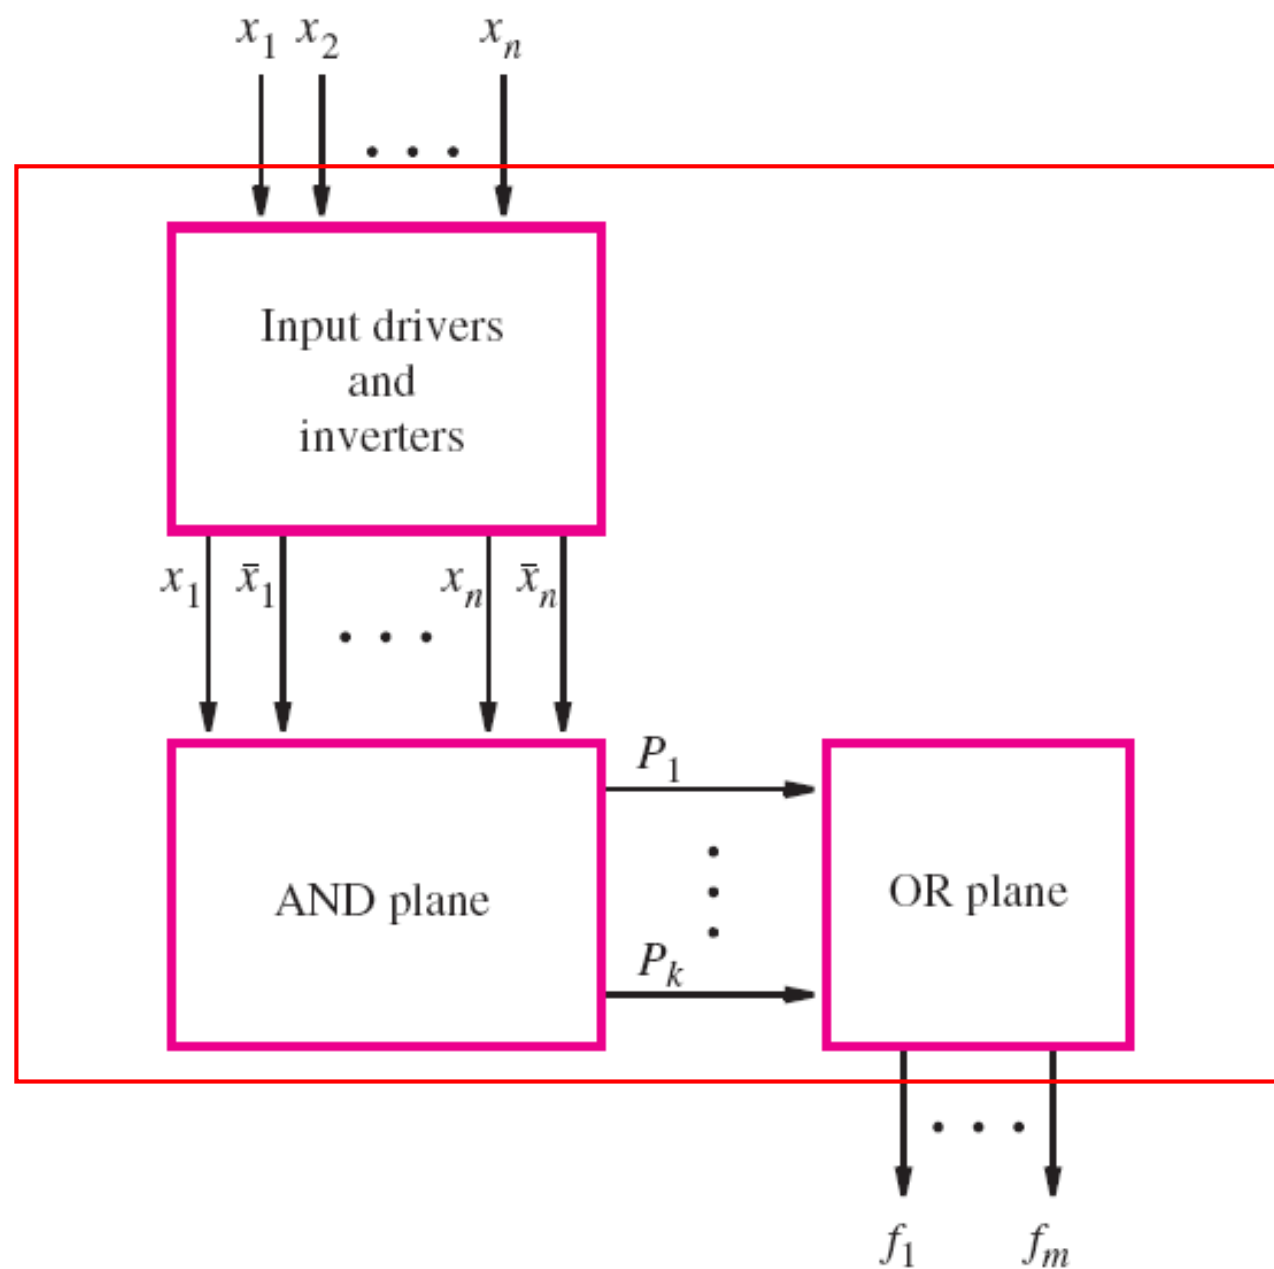 x₁ x₂ xₙ
Input drivers
and
inverters
x₁ x̄₁ xₙ x̄ₙ
P₁
AND plane
OR plane
Pₖ
f₁ fₘ